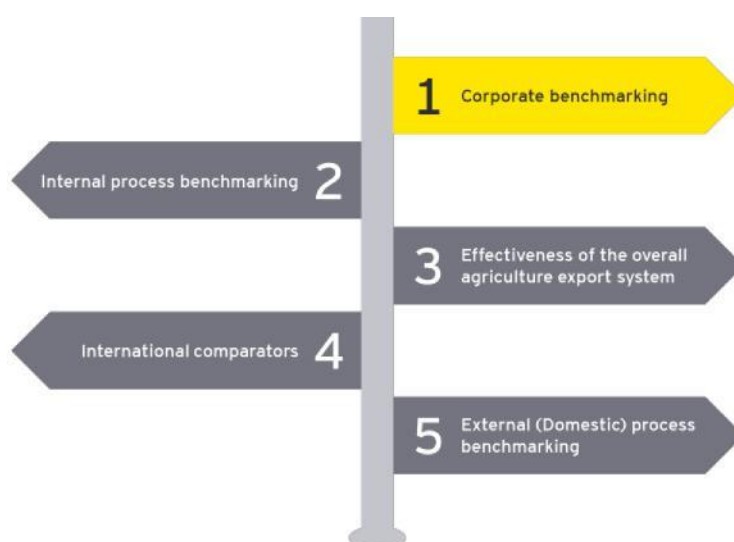 1 Corporate benchmarking
Internal process benchmarking 2
3 Effectiveness of the overall
agriculture export system
International comparators 4
5 External (Domestic) process
benchmarking